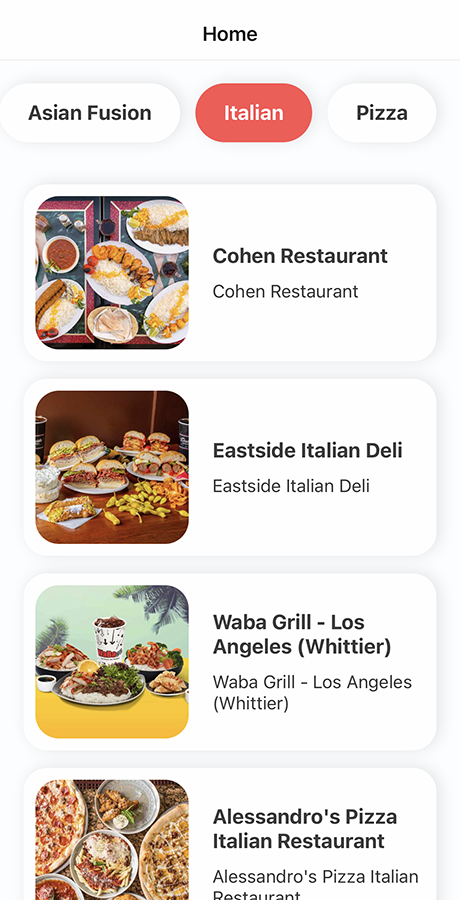 Home
Asian Fusion
Italian
Pizza
Cohen Restaurant
Cohen Restaurant
Eastside Italian Deli
Eastside Italian Deli
Waba Grill - Los
Angeles (Whittier)
Waba Grill - Los Angeles
(Whittier)
Alessandro's Pizza
Italian Restaurant
Alessandro's Pizza Italian
Restaurant